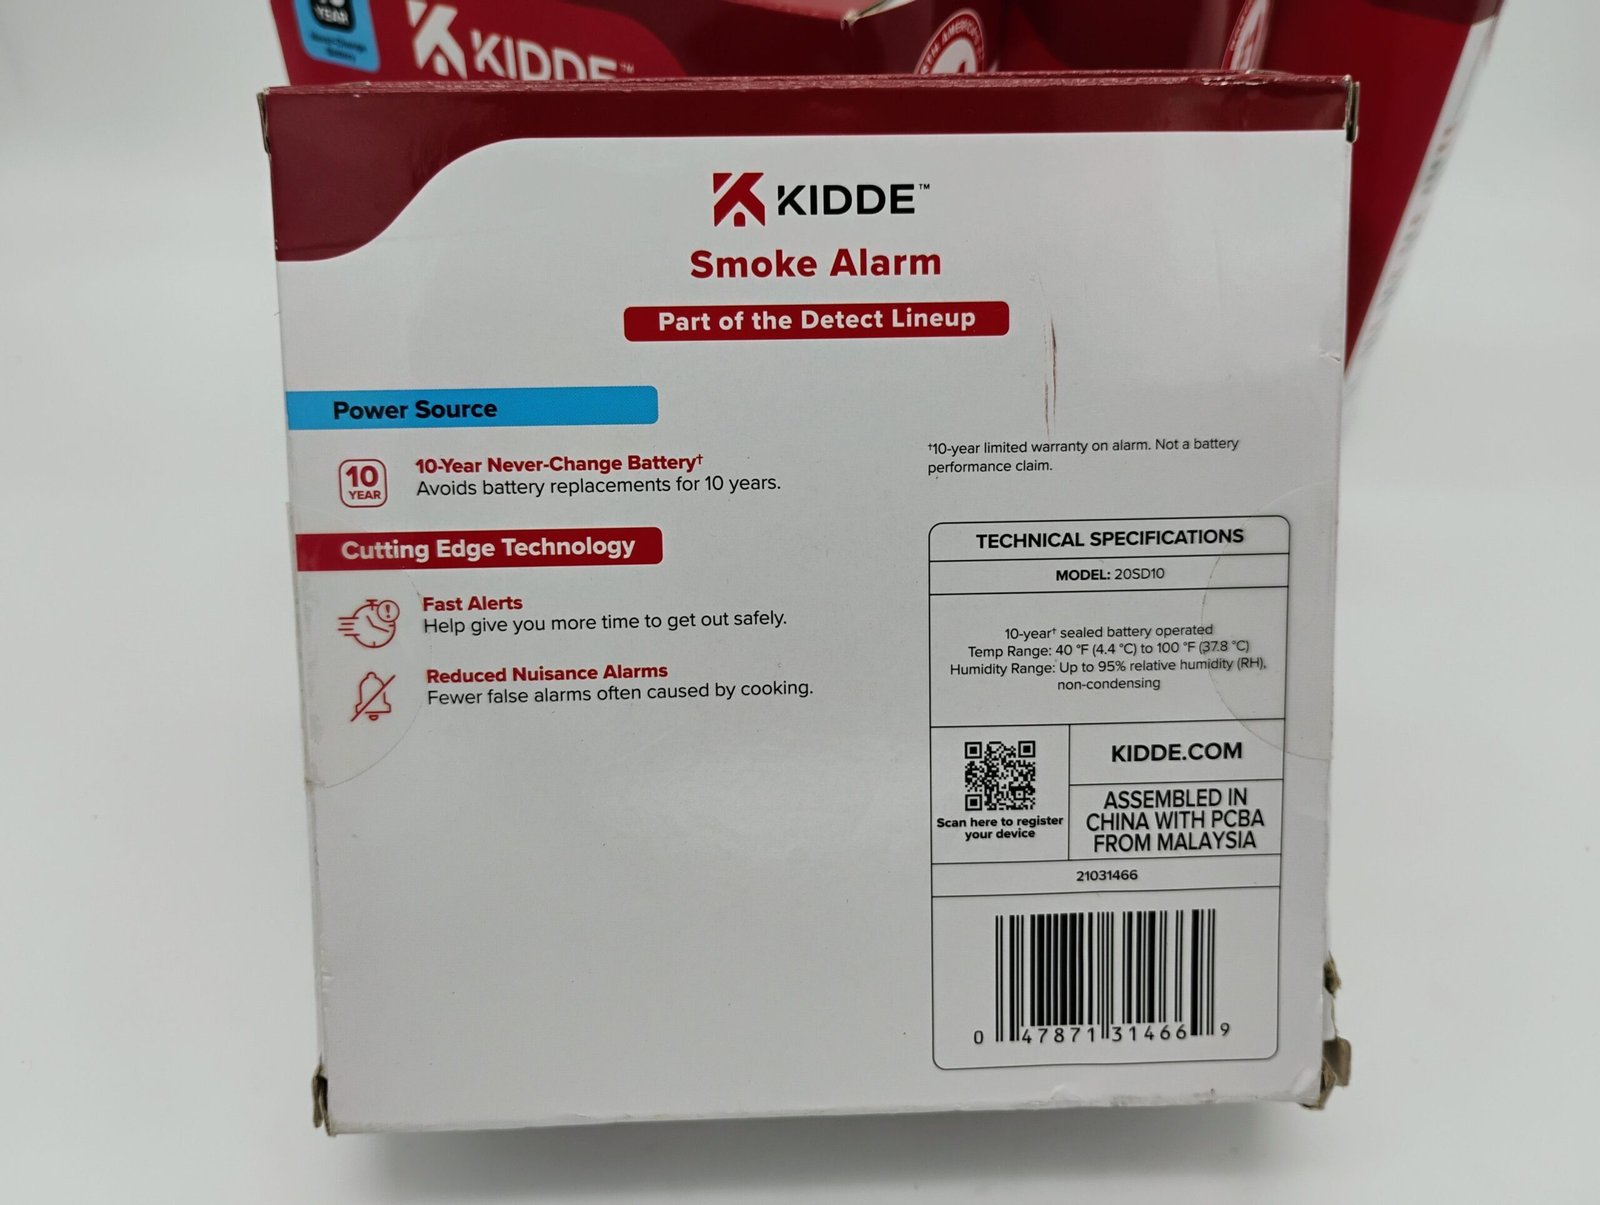 YEAR
Never-Change
Battery
KIDDE™
KIDDE™
Smoke Alarm
Part of the Detect Lineup
Power Source
10
YEAR
10-Year Never-Change Battery†
Avoids battery replacements for 10 years.
†10-year limited warranty on alarm. Not a battery
performance claim.
Cutting Edge Technology
Fast Alerts
Help give you more time to get out safely.
Reduced Nuisance Alarms
Fewer false alarms often caused by cooking.
TECHNICAL SPECIFICATIONS
MODEL: 20SD10
10-year† sealed battery operated
Temp Range: 40 °F (4.4 °C) to 100 °F (37.8 °C)
Humidity Range: Up to 95% relative humidity (RH),
non-condensing
Scan here to register
your device
KIDDE.COM
ASSEMBLED IN
CHINA WITH PCBA
FROM MALAYSIA
21031466
0 47871 31466 9